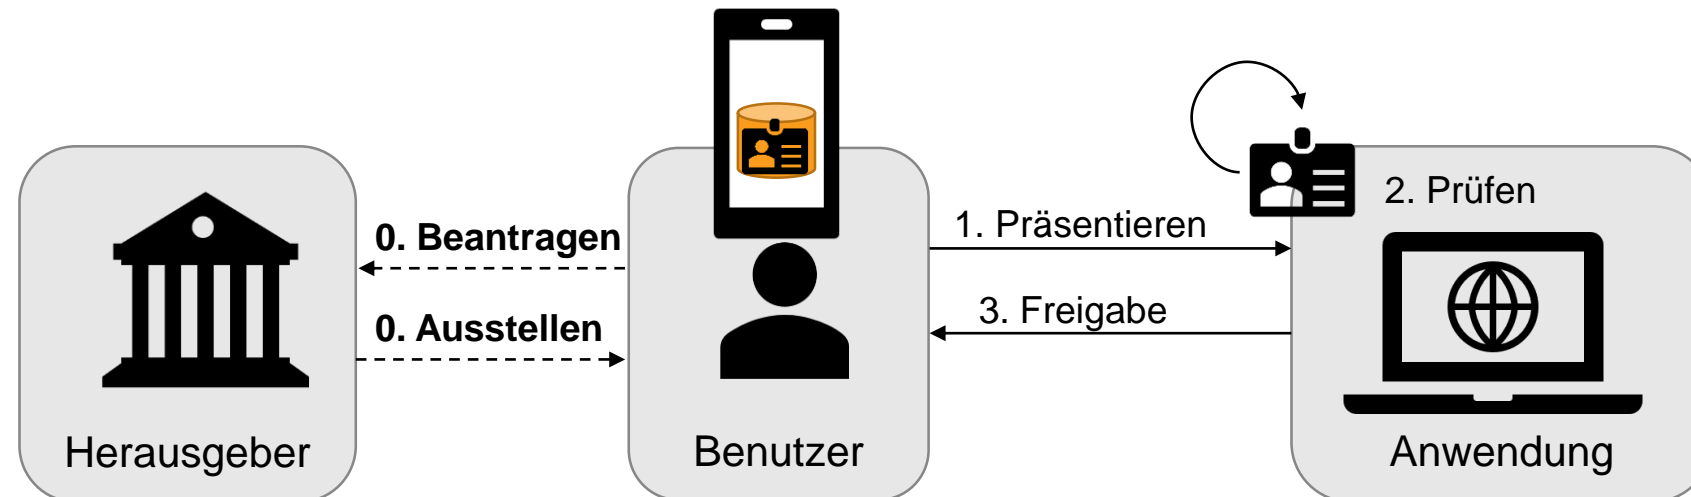 0. Beantragen
0. Ausstellen
Herausgeber
Benutzer
1. Präsentieren
3. Freigabe
2. Prüfen
Anwendung